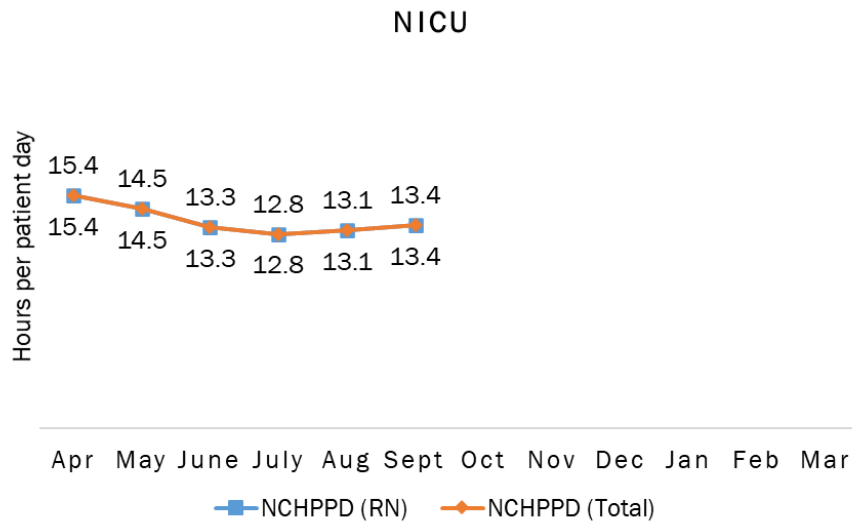 NICU
Hours per patient day
15.4 14.5 13.3 12.8 13.1 13.4
15.4 14.5 13.3 12.8 13.1 13.4
Apr May June July Aug Sept Oct Nov Dec Jan Feb Mar
NCHPPD (RN) NCHPPD (Total)